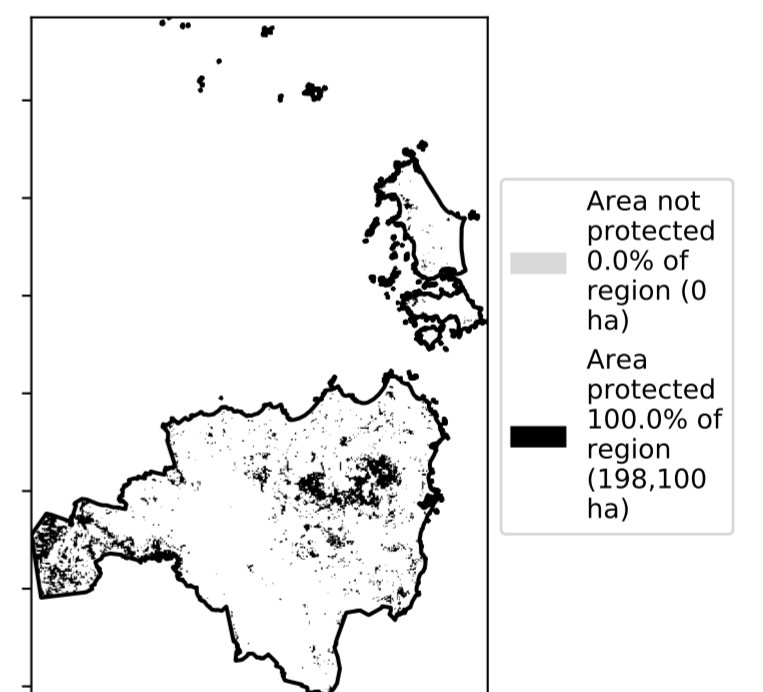 Area not
protected
0.0% of
region (0
ha)
Area
protected
100.0% of
region
(198,100
ha)